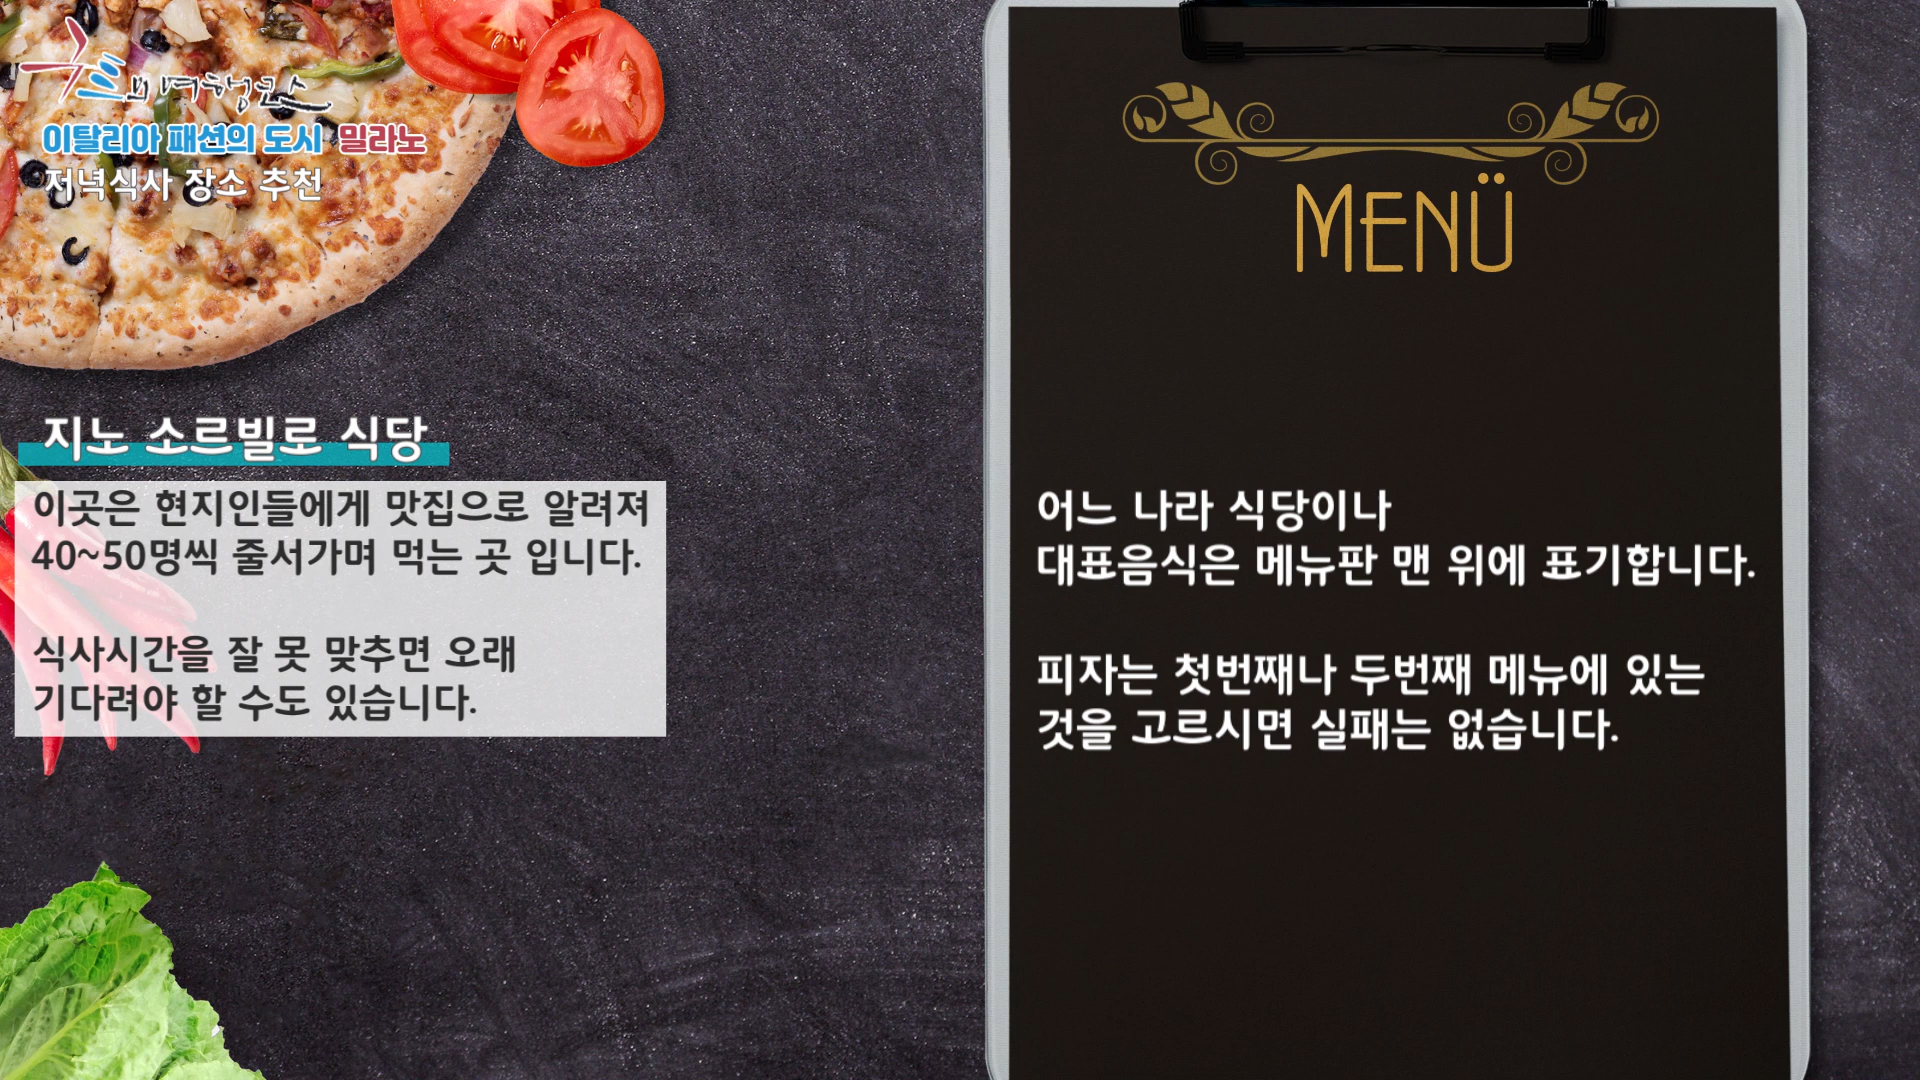 의 여행코스
이탈리아 패션의 도시 밀라노
저녁식사 장소 추천
지노 소르빌로 식당
이곳은 현지인들에게 맛집으로 알려져
40~50명씩 줄서가며 먹는 곳 입니다.
식사시간을 잘 못 맞추면 오래
기다려야 할 수도 있습니다.
MENÜ
어느 나라 식당이나
대표음식은 메뉴판 맨 위에 표기합니다.
피자는 첫번째나 두번째 메뉴에 있는
것을 고르시면 실패는 없습니다.